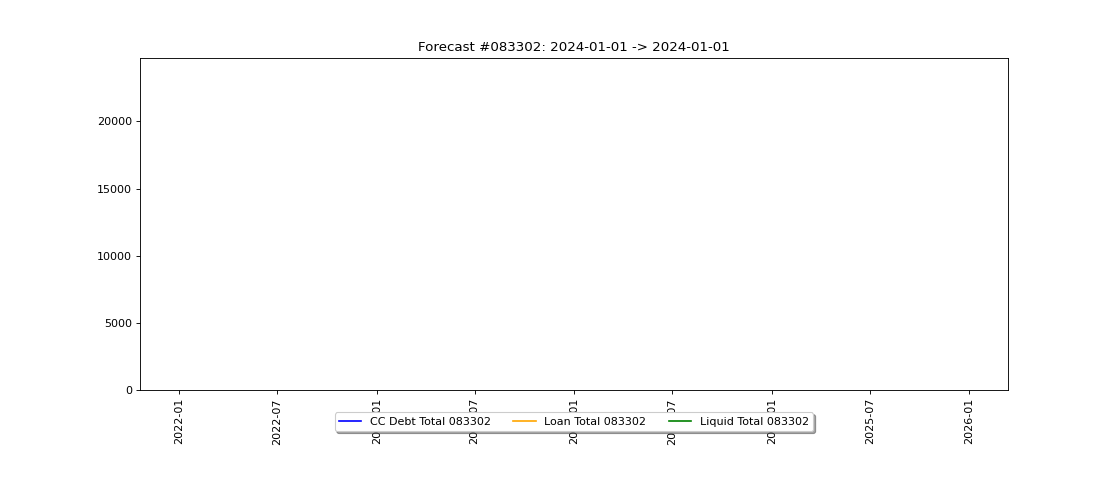 Forecast #083302: 2024-01-01 -> 2024-01-01
20000
15000
10000
5000
0
2022-01
2022-07
2025-07
2026-01
CC Debt Total 083302
Loan Total 083302
Liquid Total 083302